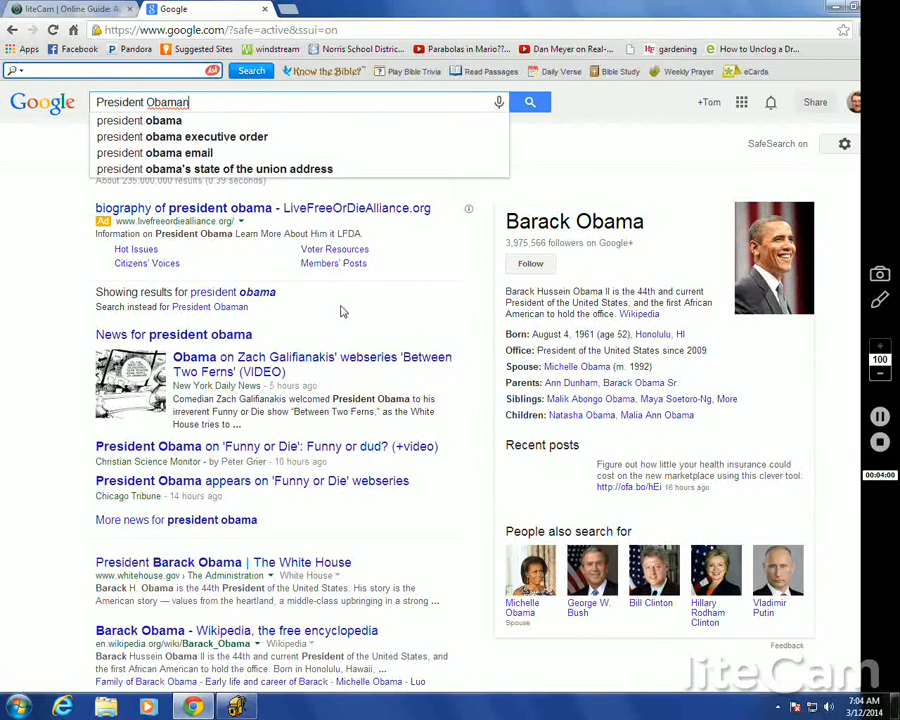 liteCam | Online Guide: A
Google
https://www.google.com/?safe=active&ssui=on
Apps
Facebook
Pandora
Suggested Sites
windstream
Norris School Distric...
Parabolas in Mario??...
Dan Meyer on Real-...
gardening
How to Unclog a Dr...
Search
Know the Bible?
Play Bible Trivia
Read Passages
Daily Verse
Bible Study
Weekly Prayer
eCards
Google
President Obaman
+Tom
Share
president obama
president obama executive order
president obama email
president obama's state of the union address
SafeSearch on
About 235,000,000 results (0.39 seconds)
biography of president obama - LiveFreeOrDieAlliance.org
Ad www.livefreeordiealliance.org/
Information on President Obama Learn More About Him it LFDA.
Hot Issues
Voter Resources
Citizens' Voices
Members' Posts
Showing results for president obama
Search instead for President Obaman
News for president obama
Obama on Zach Galifianakis' webseries 'Between
Two Ferns,' (VIDEO)
New York Daily News - 5 hours ago
Comedian Zach Galifianakis welcomed President Obama to his
irreverent Funny or Die show “Between Two Ferns,” as the White
House tries to ...
President Obama on 'Funny or Die': Funny or dud? (+video)
Christian Science Monitor - by Peter Grier - 10 hours ago
President Obama appears on 'Funny or Die' webseries
Chicago Tribune - 14 hours ago
More news for president obama
President Barack Obama | The White House
www.whitehouse.gov › The Administration
White House
Barack H. Obama is the 44th President of the United States. His story is the
American story — values from the heartland, a middle-class upbringing in a strong ...
Barack Obama - Wikipedia, the free encyclopedia
en.wikipedia.org/wiki/Barack_Obama
Wikipedia
Barack Hussein Obama II is the 44th and current President of the United States, and
the first African American to hold the office. Born in Honolulu, Hawaii, ...
Family of Barack Obama - Early life and career of Barack - Michelle Obama - Luo
Barack Obama
3,975,566 followers on Google+
Follow
Barack Hussein Obama II is the 44th and current
President of the United States, and the first African
American to hold the office. Wikipedia
Born: August 4, 1961 (age 52), Honolulu, HI
Office: President of the United States since 2009
Spouse: Michelle Obama (m. 1992)
Parents: Ann Dunham, Barack Obama Sr.
Siblings: Malik Abongo Obama, Maya Soetoro-Ng, More
Children: Natasha Obama, Malia Ann Obama
Recent posts
Figure out how little your health insurance could
cost on the new marketplace using this clever tool:
http://ofa.bo/hEi 16 hours ago
People also search for
Michelle
Obama
Spouse
George W.
Bush
Bill Clinton
Hillary
Rodham
Clinton
Vladimir
Putin
Feedback
100
00:04:00
liteCam
7:04 AM
3/12/2014